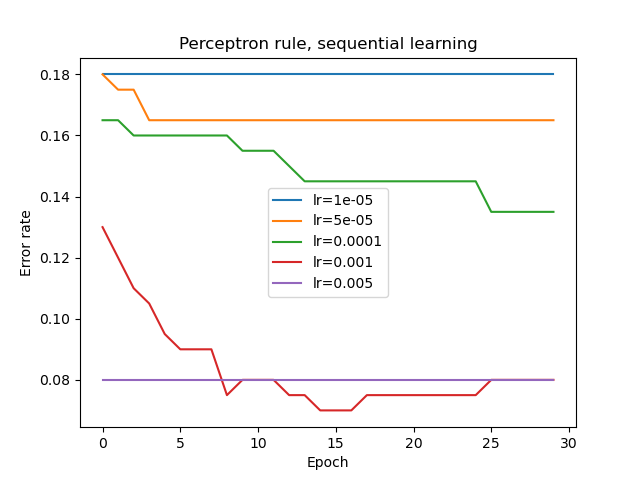 Perceptron rule, sequential learning
Error rate
0.18
0.16
0.14
0.12
0.10
0.08
lr=1e-05
lr=5e-05
lr=0.0001
lr=0.001
lr=0.005
0 5 10 15 20 25 30
Epoch